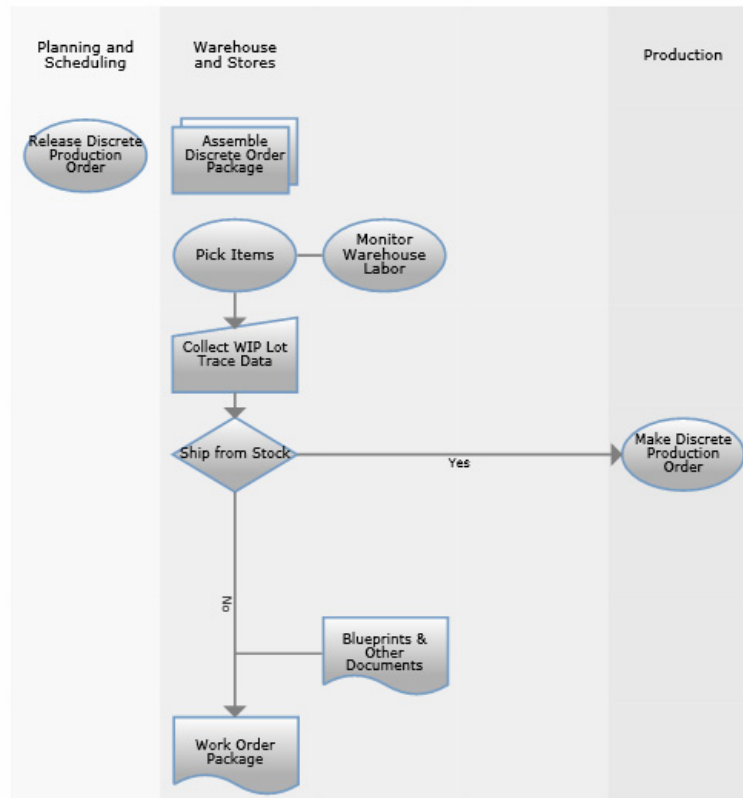 Planning and
Scheduling
Warehouse
and Stores
Production
Release Discrete
Production
Order
Assemble
Discrete Order
Package
Pick Items
Monitor
Warehouse
Labor
Collect WIP Lot
Trace Data
Ship from Stock
Yes
Make Discrete
Production
Order
No
Blueprints &
Other
Documents
Work Order
Package